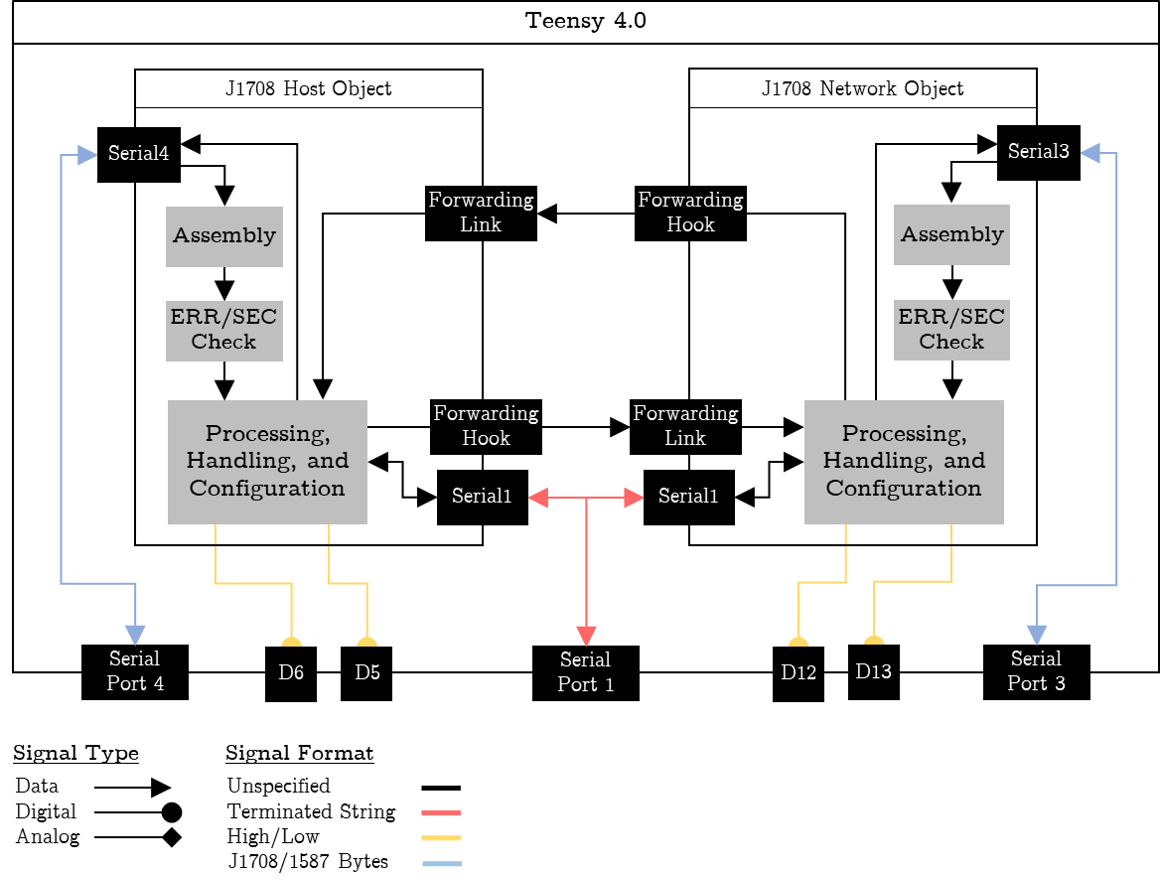 Teensy 4.0
J1708 Host Object
J1708 Network Object
Serial4
Serial3
Forwarding
Link
Forwarding
Hook
Assembly
Assembly
ERR/SEC
Check
ERR/SEC
Check
Processing,
Handling, and
Configuration
Forwarding
Hook
Forwarding
Link
Processing,
Handling, and
Configuration
Serial1
Serial1
Serial
Port 4
D6
D5
Serial
Port 1
D12
D13
Serial
Port 3
Signal Type
Data
Digital
Analog
Signal Format
Unspecified
Terminated String
High/Low
J1708/1587 Bytes